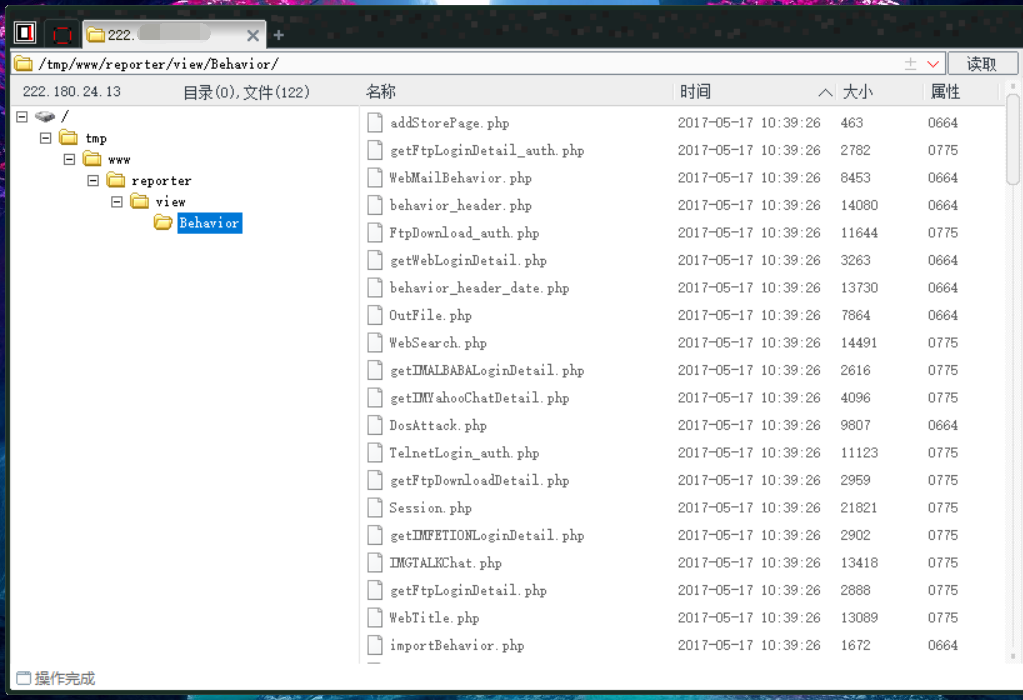 222.
/tmp/www/reporter/view/Behavior/ 读取
222.180.24.13 目录(0),文件(122) 名称 时间 大小 属性
/
tmp
www
reporter
view
Behavior
addStorePage.php 2017-05-17 10:39:26 463 0664
getFtpLoginDetail_auth.php 2017-05-17 10:39:26 2782 0775
WebMailBehavior.php 2017-05-17 10:39:26 8453 0664
behavior_header.php 2017-05-17 10:39:26 14080 0664
FtpDownload_auth.php 2017-05-17 10:39:26 11644 0775
getWebLoginDetail.php 2017-05-17 10:39:26 3263 0664
behavior_header_date.php 2017-05-17 10:39:26 13730 0664
OutFile.php 2017-05-17 10:39:26 7864 0664
WebSearch.php 2017-05-17 10:39:26 14491 0775
getIMALBABALoginDetail.php 2017-05-17 10:39:26 2616 0775
getIMYahooChatDetail.php 2017-05-17 10:39:26 4096 0775
DosAttack.php 2017-05-17 10:39:26 9807 0664
TelnetLogin_auth.php 2017-05-17 10:39:26 11123 0775
getFtpDownloadDetail.php 2017-05-17 10:39:26 2959 0775
Session.php 2017-05-17 10:39:26 21821 0775
getIMFETIONLoginDetail.php 2017-05-17 10:39:26 2902 0775
IMGTALKChat.php 2017-05-17 10:39:26 13418 0775
getFtpLoginDetail.php 2017-05-17 10:39:26 2888 0775
WebTitle.php 2017-05-17 10:39:26 13089 0775
importBehavior.php 2017-05-17 10:39:26 1672 0664
操作完成